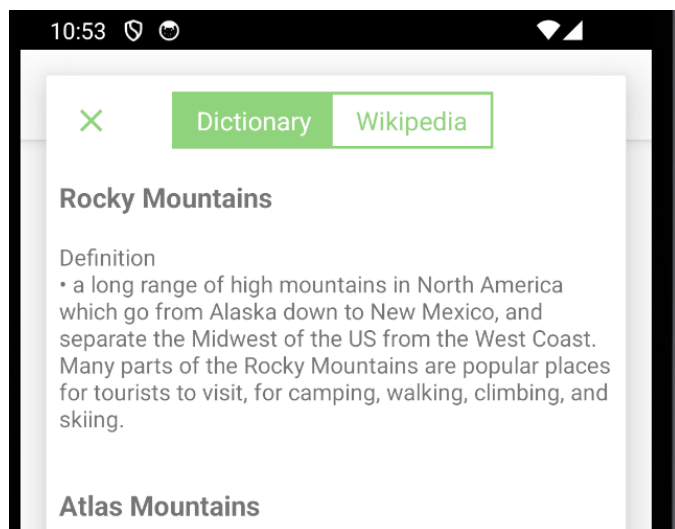 10:53
Dictionary Wikipedia
Rocky Mountains
Definition
• a long range of high mountains in North America
which go from Alaska down to New Mexico, and
separate the Midwest of the US from the West Coast.
Many parts of the Rocky Mountains are popular places
for tourists to visit, for camping, walking, climbing, and
skiing.
Atlas Mountains